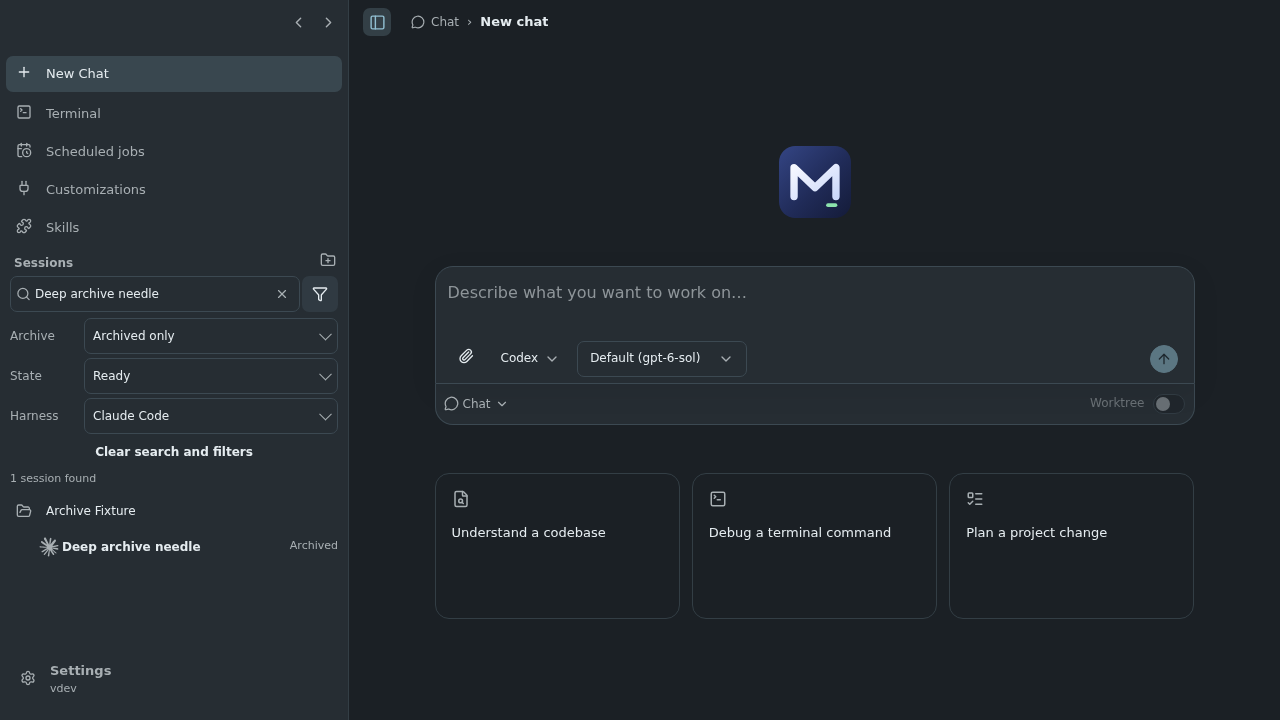 Chat › New chat
New Chat
Terminal
Scheduled jobs
Customizations
Skills
Sessions
Deep archive needle
Archive Archived only
State Ready
Harness Claude Code
Clear search and filters
1 session found
Archive Fixture
Deep archive needle Archived
Settings
vdev
M
Describe what you want to work on...
Codex Default (gpt-6-sol)
Chat Worktree
Understand a codebase
Debug a terminal command
Plan a project change